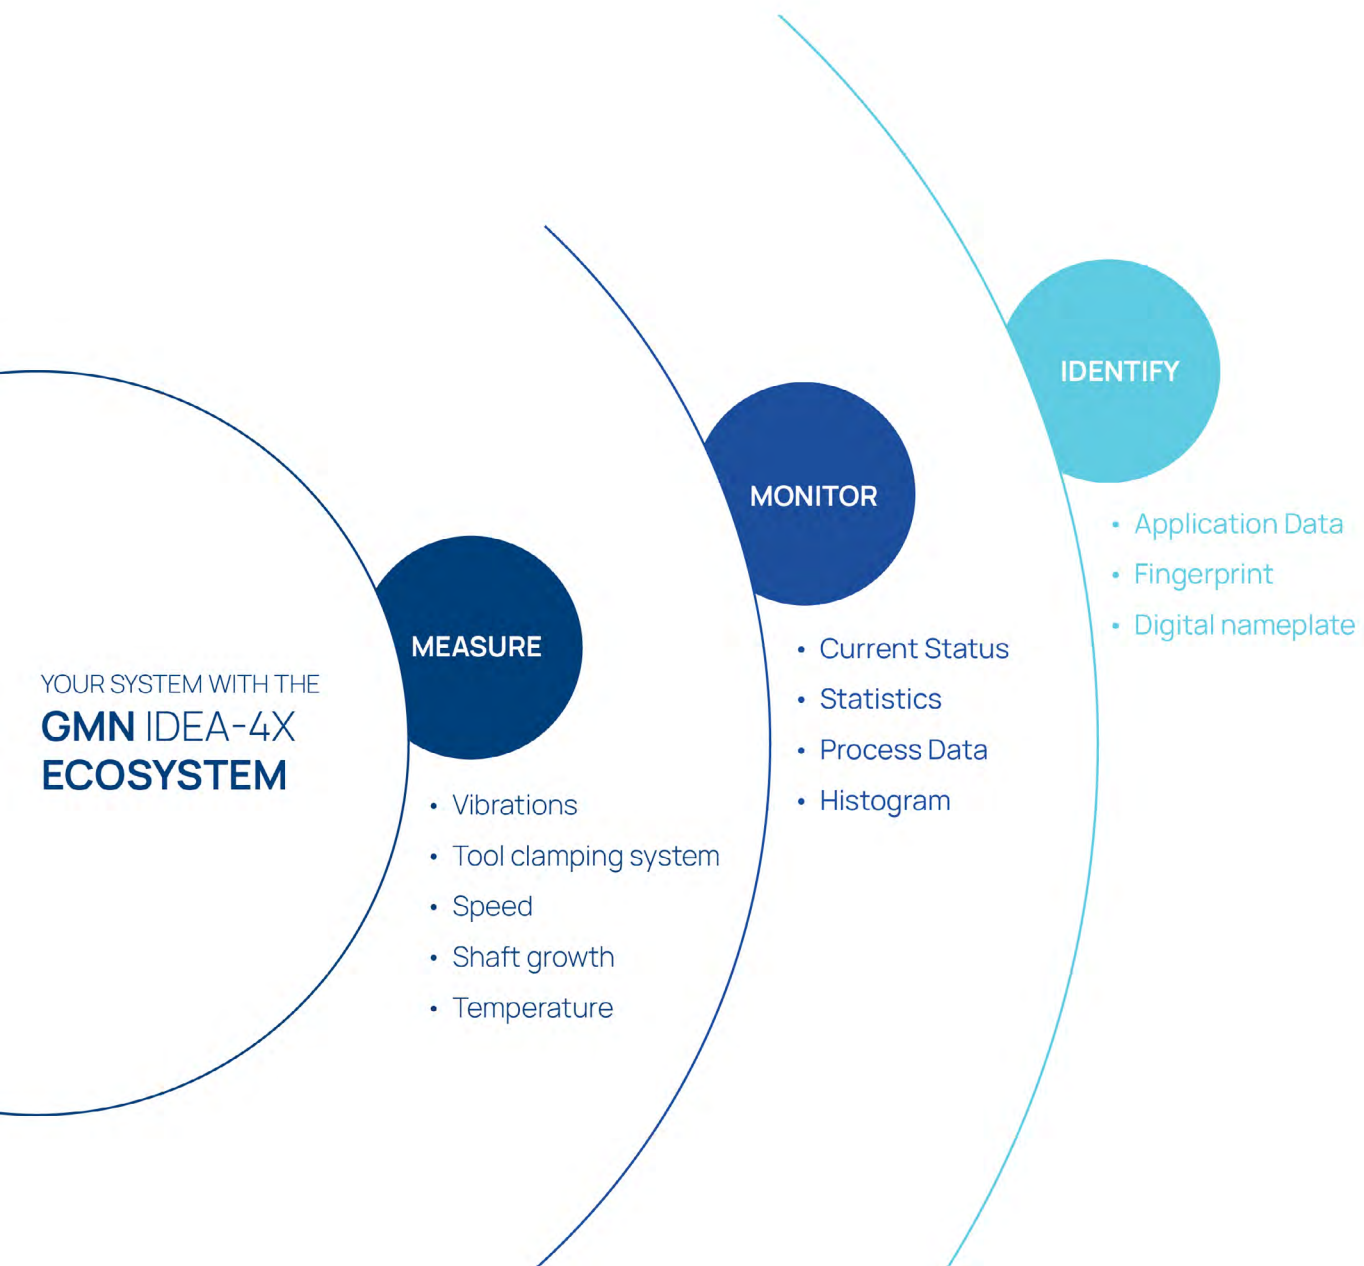 YOUR SYSTEM WITH THE
GMN IDEA-4X
ECOSYSTEM
MEASURE
• Vibrations
• Tool clamping system
• Speed
• Shaft growth
• Temperature
MONITOR
• Current Status
• Statistics
• Process Data
• Histogram
IDENTIFY
• Application Data
• Fingerprint
• Digital nameplate